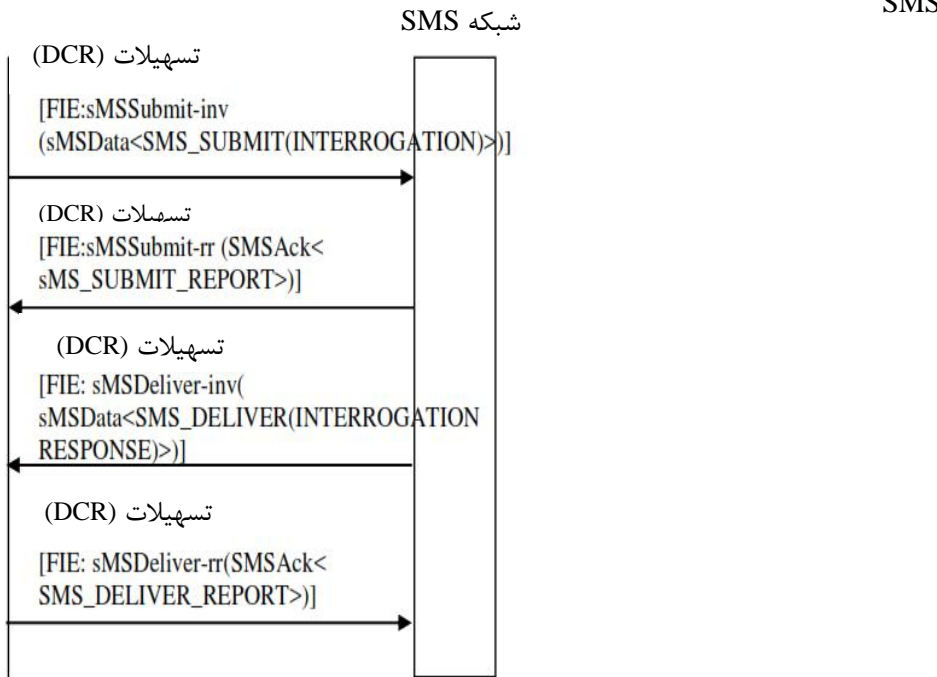 SMS
شبکه SMS
تسهیلات (DCR)
[FIE:sMSSubmit-inv
(sMSData<SMS_SUBMIT(INTERROGATION)>)]
تسهیلات (DCR)
[FIE:sMSSubmit-rr (SMSAck<
sMS_SUBMIT_REPORT>)]
تسهیلات (DCR)
[FIE: sMSDeliver-inv(
sMSData<SMS_DELIVER(INTERROGATION
RESPONSE)>)]
تسهیلات (DCR)
[FIE: sMSDeliver-rr(SMSAck<
SMS_DELIVER_REPORT>)]